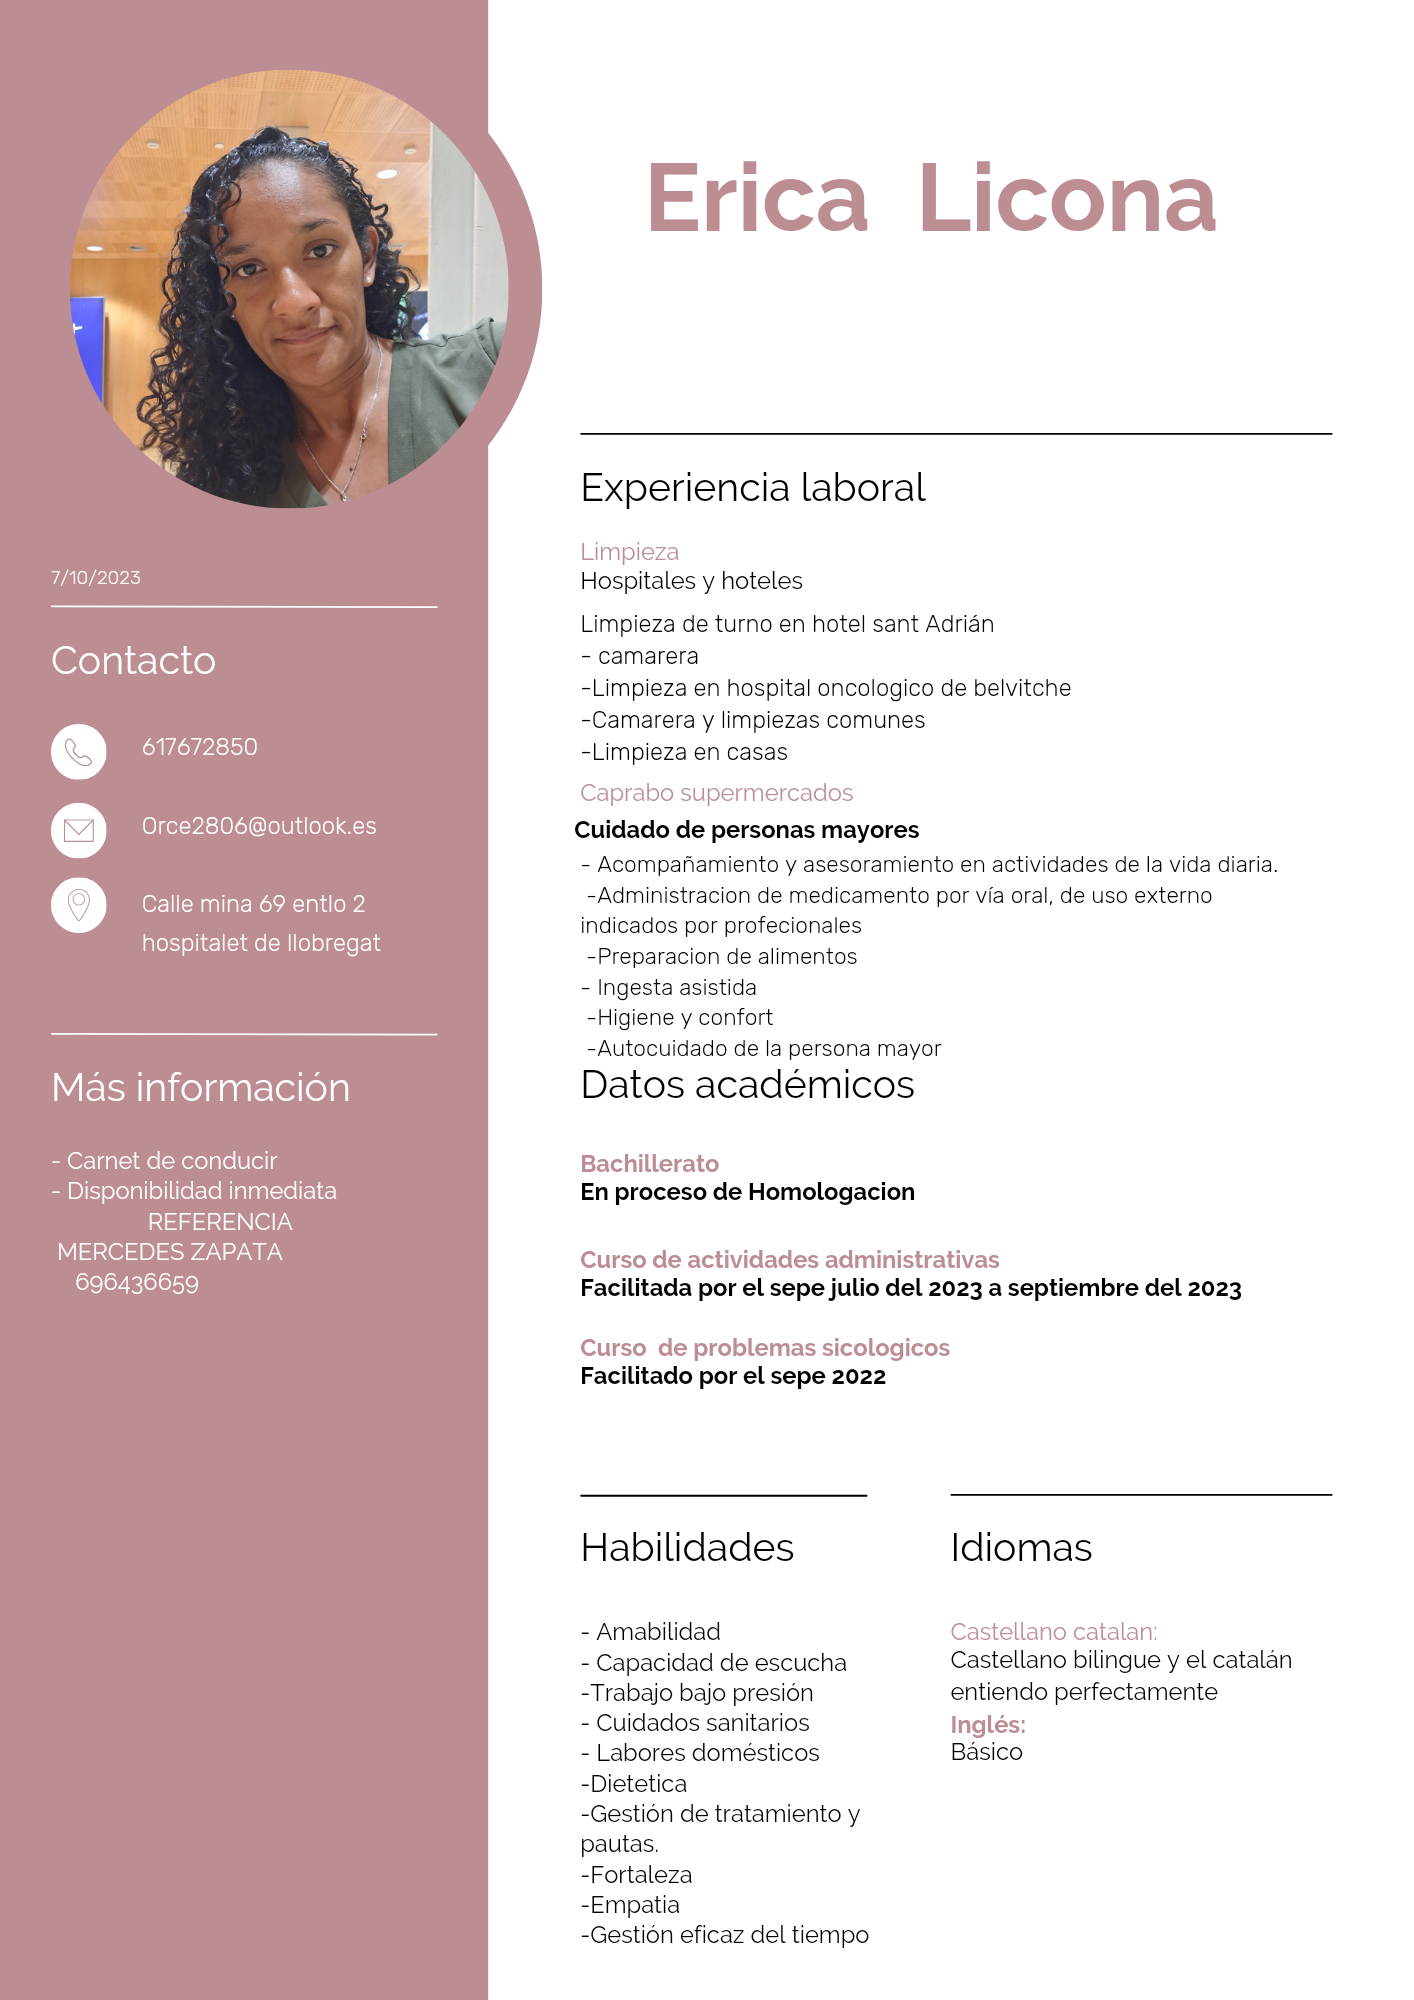 Erica Licona
7/10/2023
Contacto
617672850
Orce2806@outlook.es
Calle mina 69 entlo 2
hospitalet de llobregat
Más información
- Carnet de conducir
- Disponibilidad inmediata
REFERENCIA
MERCEDES ZAPATA
696436659
Experiencia laboral
Limpieza
Hospitales y hoteles
Limpieza de turno en hotel sant Adrián
- camarera
-Limpieza en hospital oncologico de belvitche
-Camarera y limpiezas comunes
-Limpieza en casas
Caprabo supermercados
Cuidado de personas mayores
- Acompañamiento y asesoramiento en actividades de la vida diaria.
-Administracion de medicamento por vía oral, de uso externo
indicados por profecionales
-Preparacion de alimentos
- Ingesta asistida
-Higiene y confort
-Autocuidado de la persona mayor
Datos académicos
Bachillerato
En proceso de Homologacion
Curso de actividades administrativas
Facilitada por el sepe julio del 2023 a septiembre del 2023
Curso de problemas sicologicos
Facilitado por el sepe 2022
Habilidades
- Amabilidad
- Capacidad de escucha
-Trabajo bajo presión
- Cuidados sanitarios
- Labores domésticos
-Dietetica
-Gestión de tratamiento y
pautas.
-Fortaleza
-Empatia
-Gestión eficaz del tiempo
Idiomas
Castellano catalan:
Castellano bilingue y el catalán
entiendo perfectamente
Inglés:
Básico